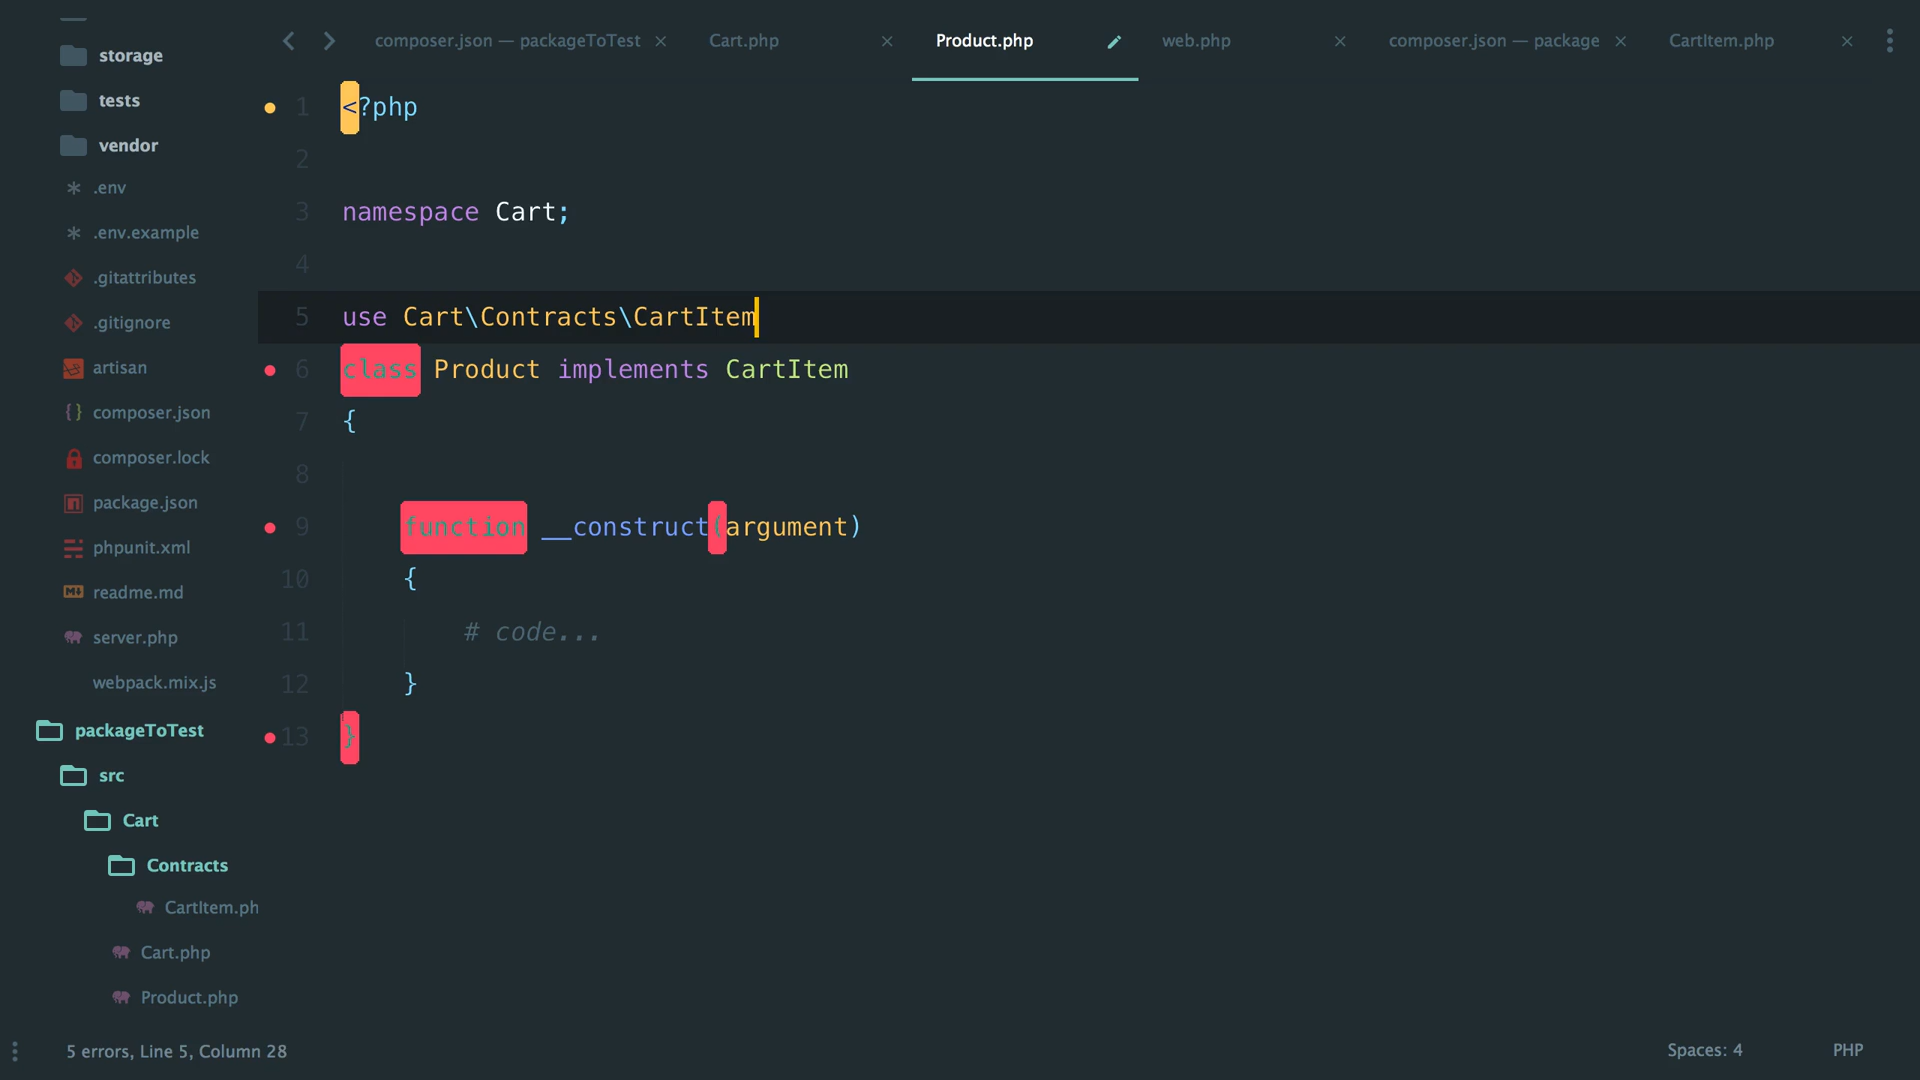 composer.json — packageToTest
Cart.php
Product.php
web.php
composer.json — package
CartItem.php
storage
tests
vendor
.env
.env.example
.gitattributes
.gitignore
artisan
composer.json
composer.lock
package.json
phpunit.xml
readme.md
server.php
webpack.mix.js
packageToTest
src
Cart
Contracts
CartItem.ph
Cart.php
Product.php
1 <?php
2
3 namespace Cart;
4
5 use Cart\Contracts\CartItem
6 class Product implements CartItem
7 {
8
9 function __construct(argument)
10 {
11 # code...
12 }
13 }
5 errors, Line 5, Column 28
Spaces: 4
PHP